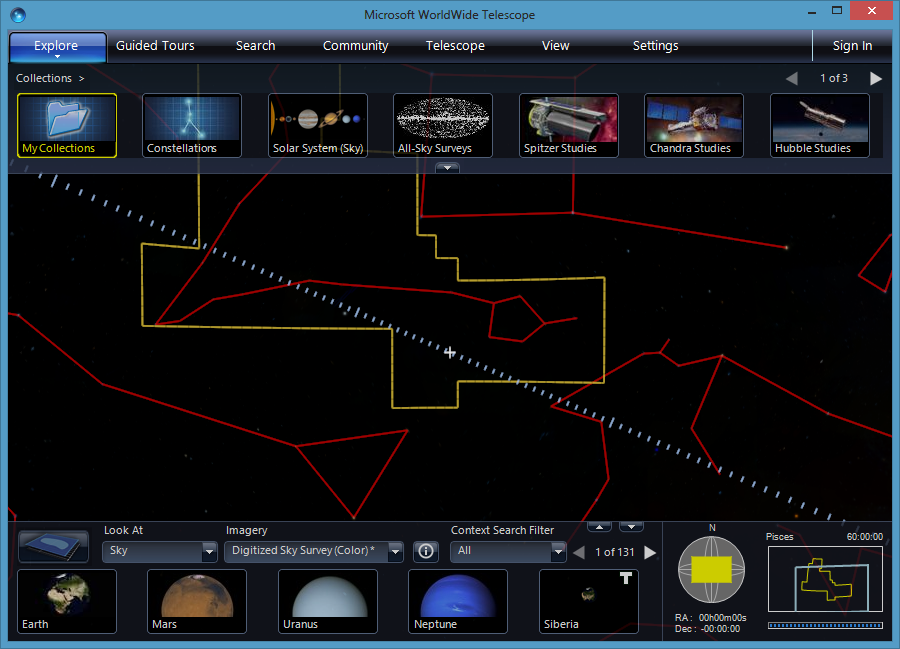 Microsoft WorldWide Telescope
Explore Guided Tours Search Community Telescope View Settings Sign In
Collections > 1 of 3
My Collections Constellations Solar System (Sky) All-Sky Surveys Spitzer Studies Chandra Studies Hubble Studies
Look At Imagery Context Search Filter
Sky Digitized Sky Survey (Color) * All 1 of 131
Earth Mars Uranus Neptune Siberia
T
N
Pisces 60:00:00
RA : 00h00m00s
Dec : -00:00:00